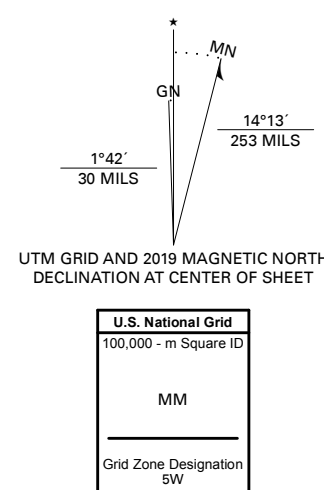 ★
MN
GN
14°13´
253 MILS
1°42´
30 MILS
UTM GRID AND 2019 MAGNETIC NORTH
DECLINATION AT CENTER OF SHEET
U.S. National Grid
100,000 - m Square ID
MM
Grid Zone Designation
5W